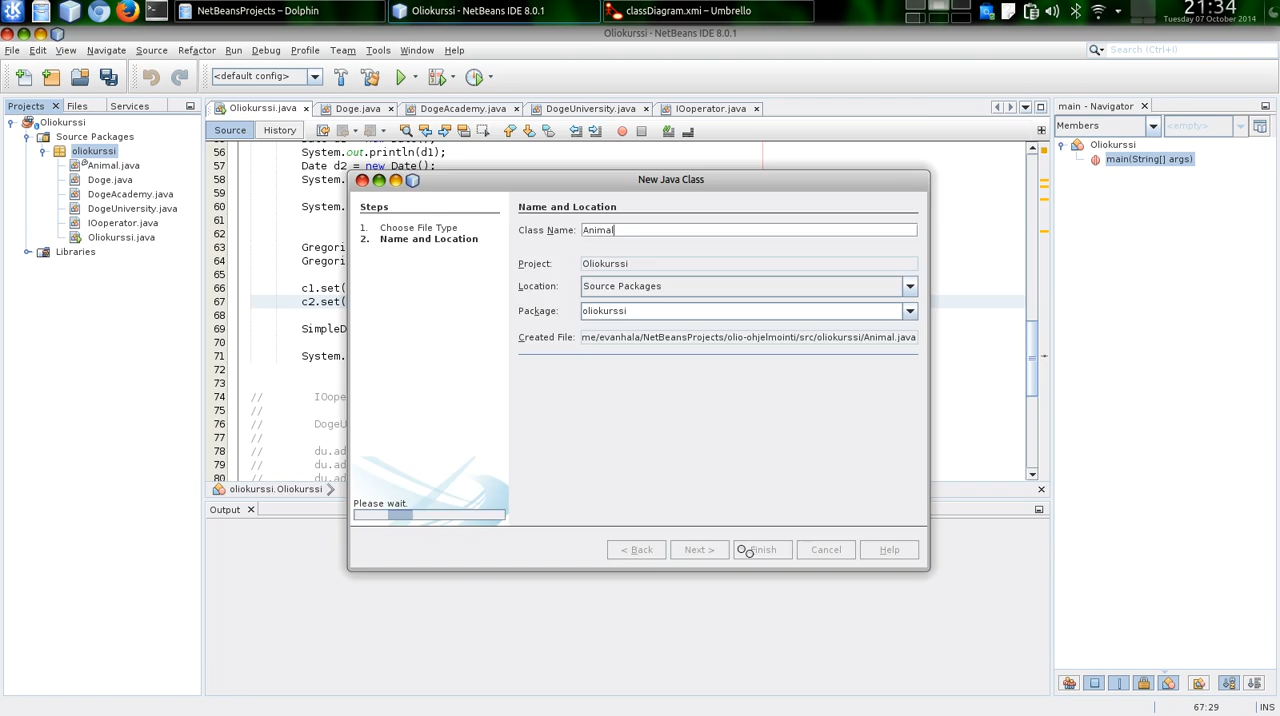 NetBeansProjects – Dolphin
Oliokurssi - NetBeans IDE 8.0.1
classDiagram.xmi – Umbrello
21:34
Tuesday 07 October 2014
Oliokurssi - NetBeans IDE 8.0.1
File Edit View Navigate Source Refactor Run Debug Profile Team Tools Window Help
Search (Ctrl+I)
<default config>
Projects Files Services
Oliokurssi
Source Packages
oliokurssi
Animal.java
Doge.java
DogeAcademy.java
DogeUniversity.java
IOoperator.java
Oliokurssi.java
Libraries
Oliokurssi.java Doge.java DogeAcademy.java DogeUniversity.java IOoperator.java
Source History
56 System.out.println(d1);
57 Date d2 = new Date();
58 System.
59
60 System.
61
62
63 Gregori
64 Gregori
65
66 c1.set(
67 c2.set(
68
69 SimpleD
70
71 System.
72
73
74 // IOope
75 //
76 // DogeU
77 //
78 // du.ad
79 // du.ad
80
oliokurssi.Oliokurssi
Output
New Java Class
Steps
1. Choose File Type
2. Name and Location
Please wait.
Name and Location
Class Name: Animal
Project: Oliokurssi
Location: Source Packages
Package: oliokurssi
Created File: me/evanhala/NetBeansProjects/olio-ohjelmointi/src/oliokurssi/Animal.java
< Back Next > Finish Cancel Help
main - Navigator
Members <empty>
Oliokurssi
main(String[] args)
67:29 INS